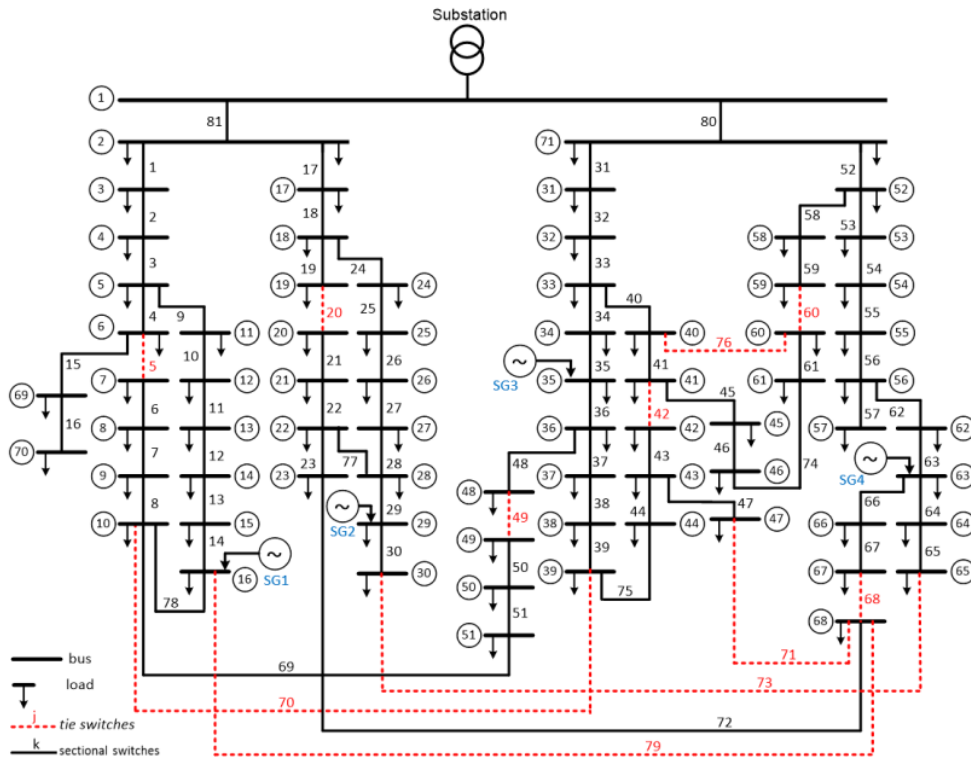 Substation
1
81 80
2 71
1 17 31 52
3 17 31 52
2 18 32 58 53
4 18 32 58 53
3 19 24 33 59 54
5 19 24 33 59 54
4 9 20 25 40 34 60 55
6 11 20 25 34 40 60 55
15 5 10 21 26 76 35 41 61 56
7 12 21 26 SG3 35 41 61 56
69 16 6 11 22 27 36 42 45 57 62
70 8 13 22 27 36 42 45 57 62
7 12 23 77 28 48 37 43 46 74 SG4 63
9 14 23 28 37 43 46 63
8 13 SG2 29 48 49 38 44 47 66 64
10 15 29 38 44 47 66 64
14 SG1 30 49 50 39 67 65
16 30 50 39 67 65
78 51 75 68
51 68
bus 69 71
load 70 73
j tie switches 72
k sectional switches 79